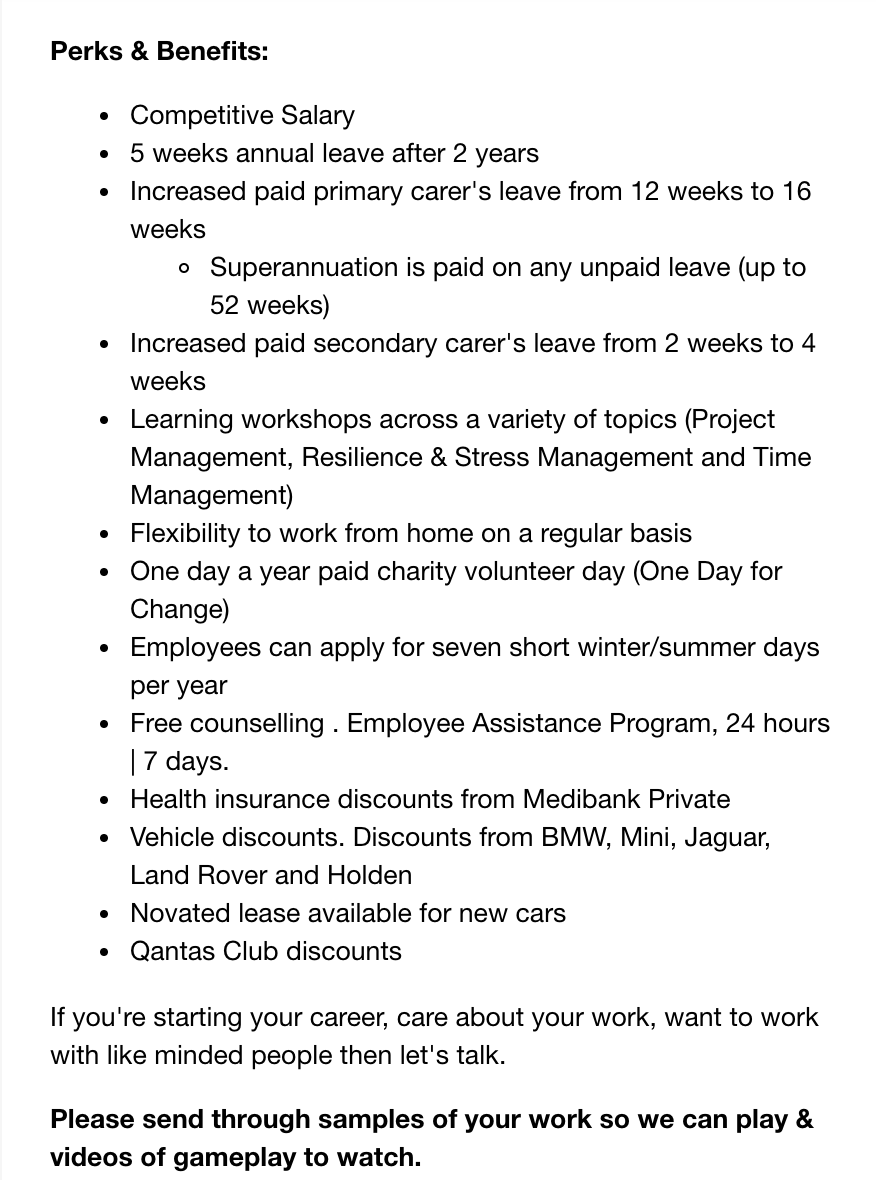 Perks & Benefits:
• Competitive Salary
• 5 weeks annual leave after 2 years
• Increased paid primary carer's leave from 12 weeks to 16
weeks
◦ Superannuation is paid on any unpaid leave (up to
52 weeks)
• Increased paid secondary carer's leave from 2 weeks to 4
weeks
• Learning workshops across a variety of topics (Project
Management, Resilience & Stress Management and Time
Management)
• Flexibility to work from home on a regular basis
• One day a year paid charity volunteer day (One Day for
Change)
• Employees can apply for seven short winter/summer days
per year
• Free counselling . Employee Assistance Program, 24 hours
| 7 days.
• Health insurance discounts from Medibank Private
• Vehicle discounts. Discounts from BMW, Mini, Jaguar,
Land Rover and Holden
• Novated lease available for new cars
• Qantas Club discounts
If you're starting your career, care about your work, want to work
with like minded people then let's talk.
Please send through samples of your work so we can play &
videos of gameplay to watch.